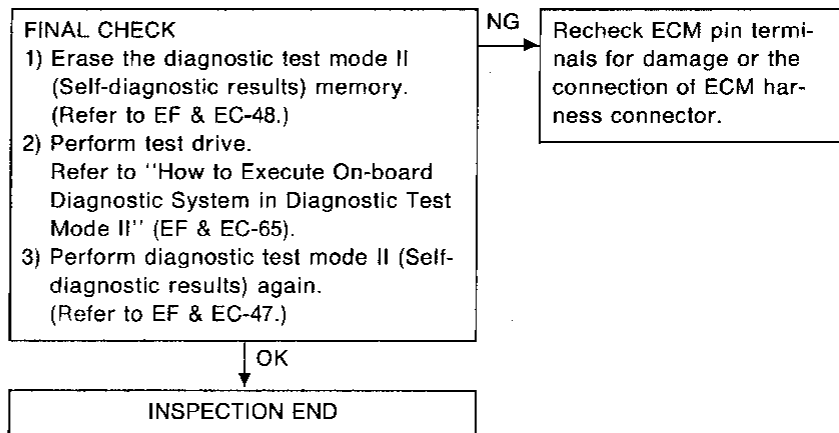 FINAL CHECK
1) Erase the diagnostic test mode II
(Self-diagnostic results) memory.
(Refer to EF & EC-48.)
2) Perform test drive.
Refer to "How to Execute On-board
Diagnostic System in Diagnostic Test
Mode II" (EF & EC-65).
3) Perform diagnostic test mode II (Self-
diagnostic results) again.
(Refer to EF & EC-47.)
NG
Recheck ECM pin termi-
nals for damage or the
connection of ECM har-
ness connector.
OK
INSPECTION END